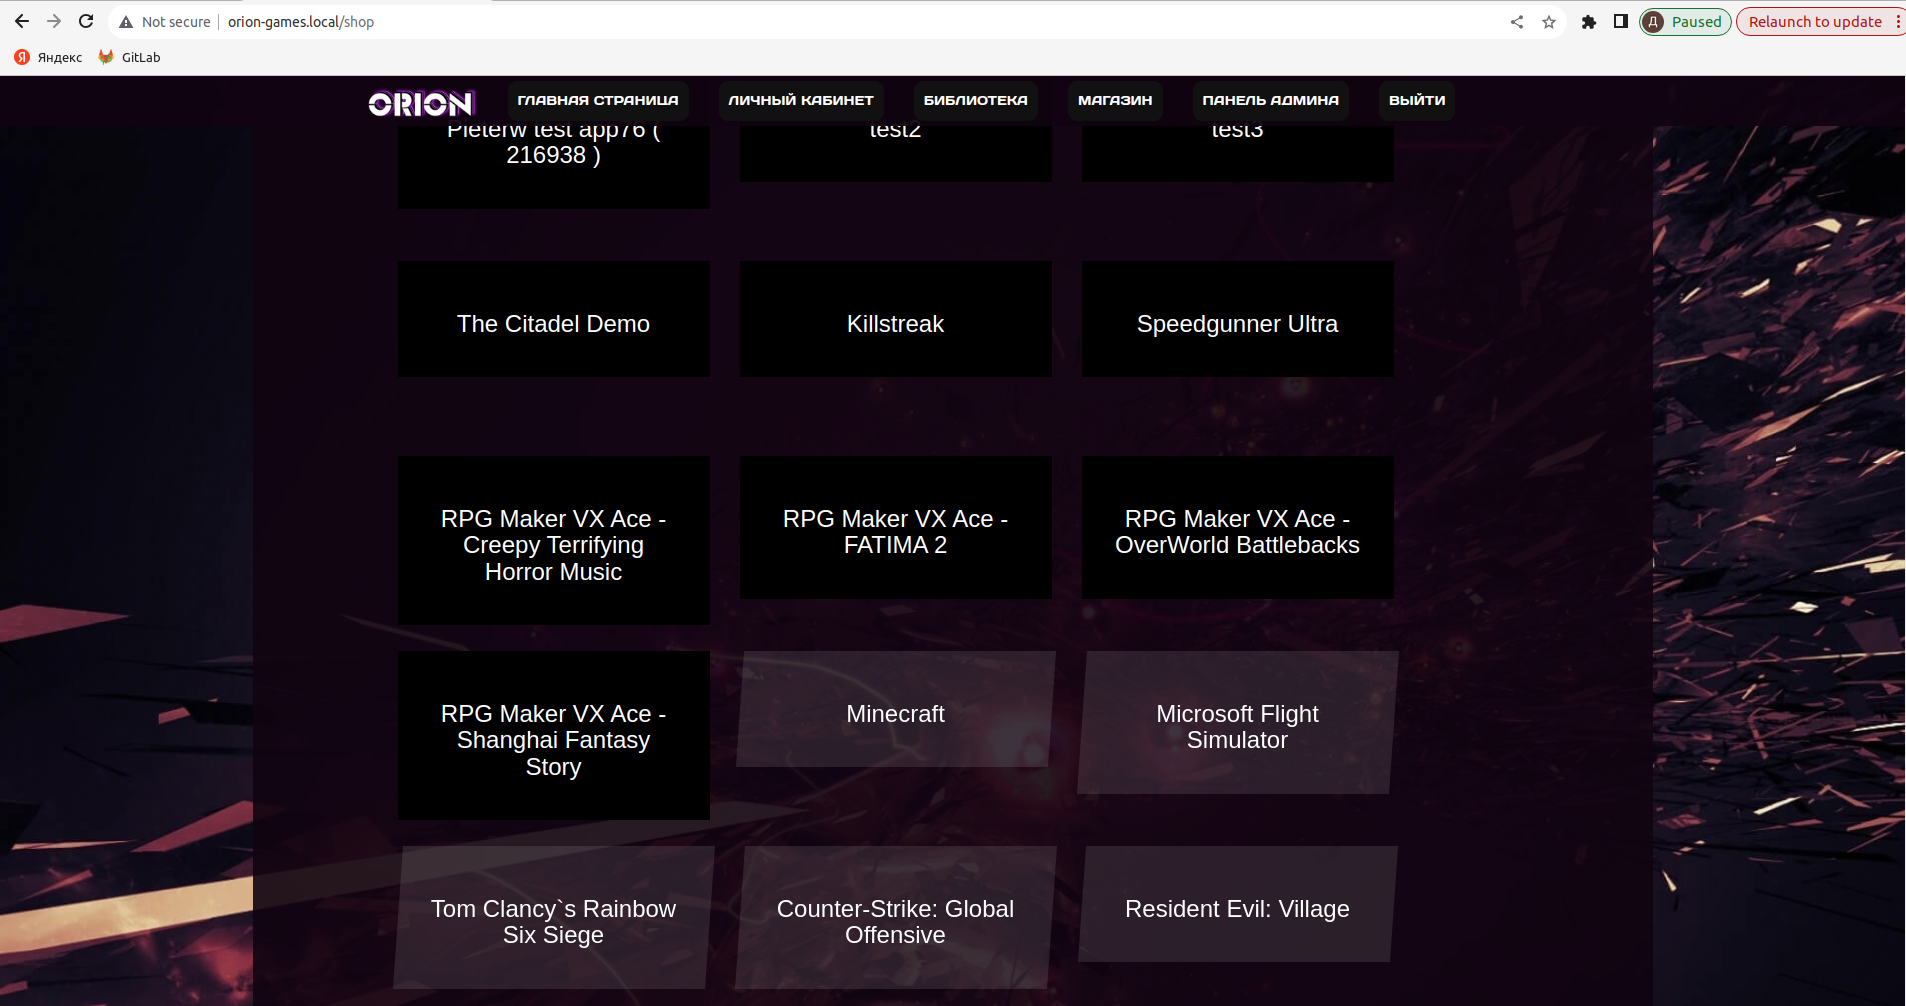 Not secure
orion-games.local/shop
Д Paused
Relaunch to update
Яндекс
GitLab
ORION
ГЛАВНАЯ СТРАНИЦА
ЛИЧНЫЙ КАБИНЕТ
БИБЛИОТЕКА
МАГАЗИН
ПАНЕЛЬ АДМИНА
ВЫЙТИ
Pieterw test app76 (
216938 )
test2
test3
The Citadel Demo
Killstreak
Speedgunner Ultra
RPG Maker VX Ace -
Creepy Terrifying
Horror Music
RPG Maker VX Ace -
FATIMA 2
RPG Maker VX Ace -
OverWorld Battlebacks
RPG Maker VX Ace -
Shanghai Fantasy
Story
Minecraft
Microsoft Flight
Simulator
Tom Clancy`s Rainbow
Six Siege
Counter-Strike: Global
Offensive
Resident Evil: Village